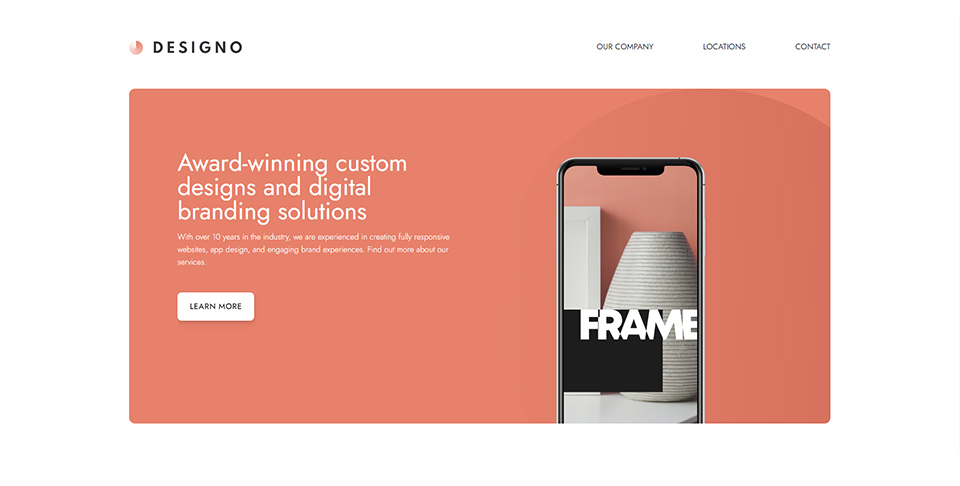 DESIGNO
OUR COMPANY
LOCATIONS
CONTACT
Award-winning custom
designs and digital
branding solutions
With over 10 years in the industry, we are experienced in creating fully responsive
websites, app design, and engaging brand experiences. Find out more about our
services.
LEARN MORE
FRAME